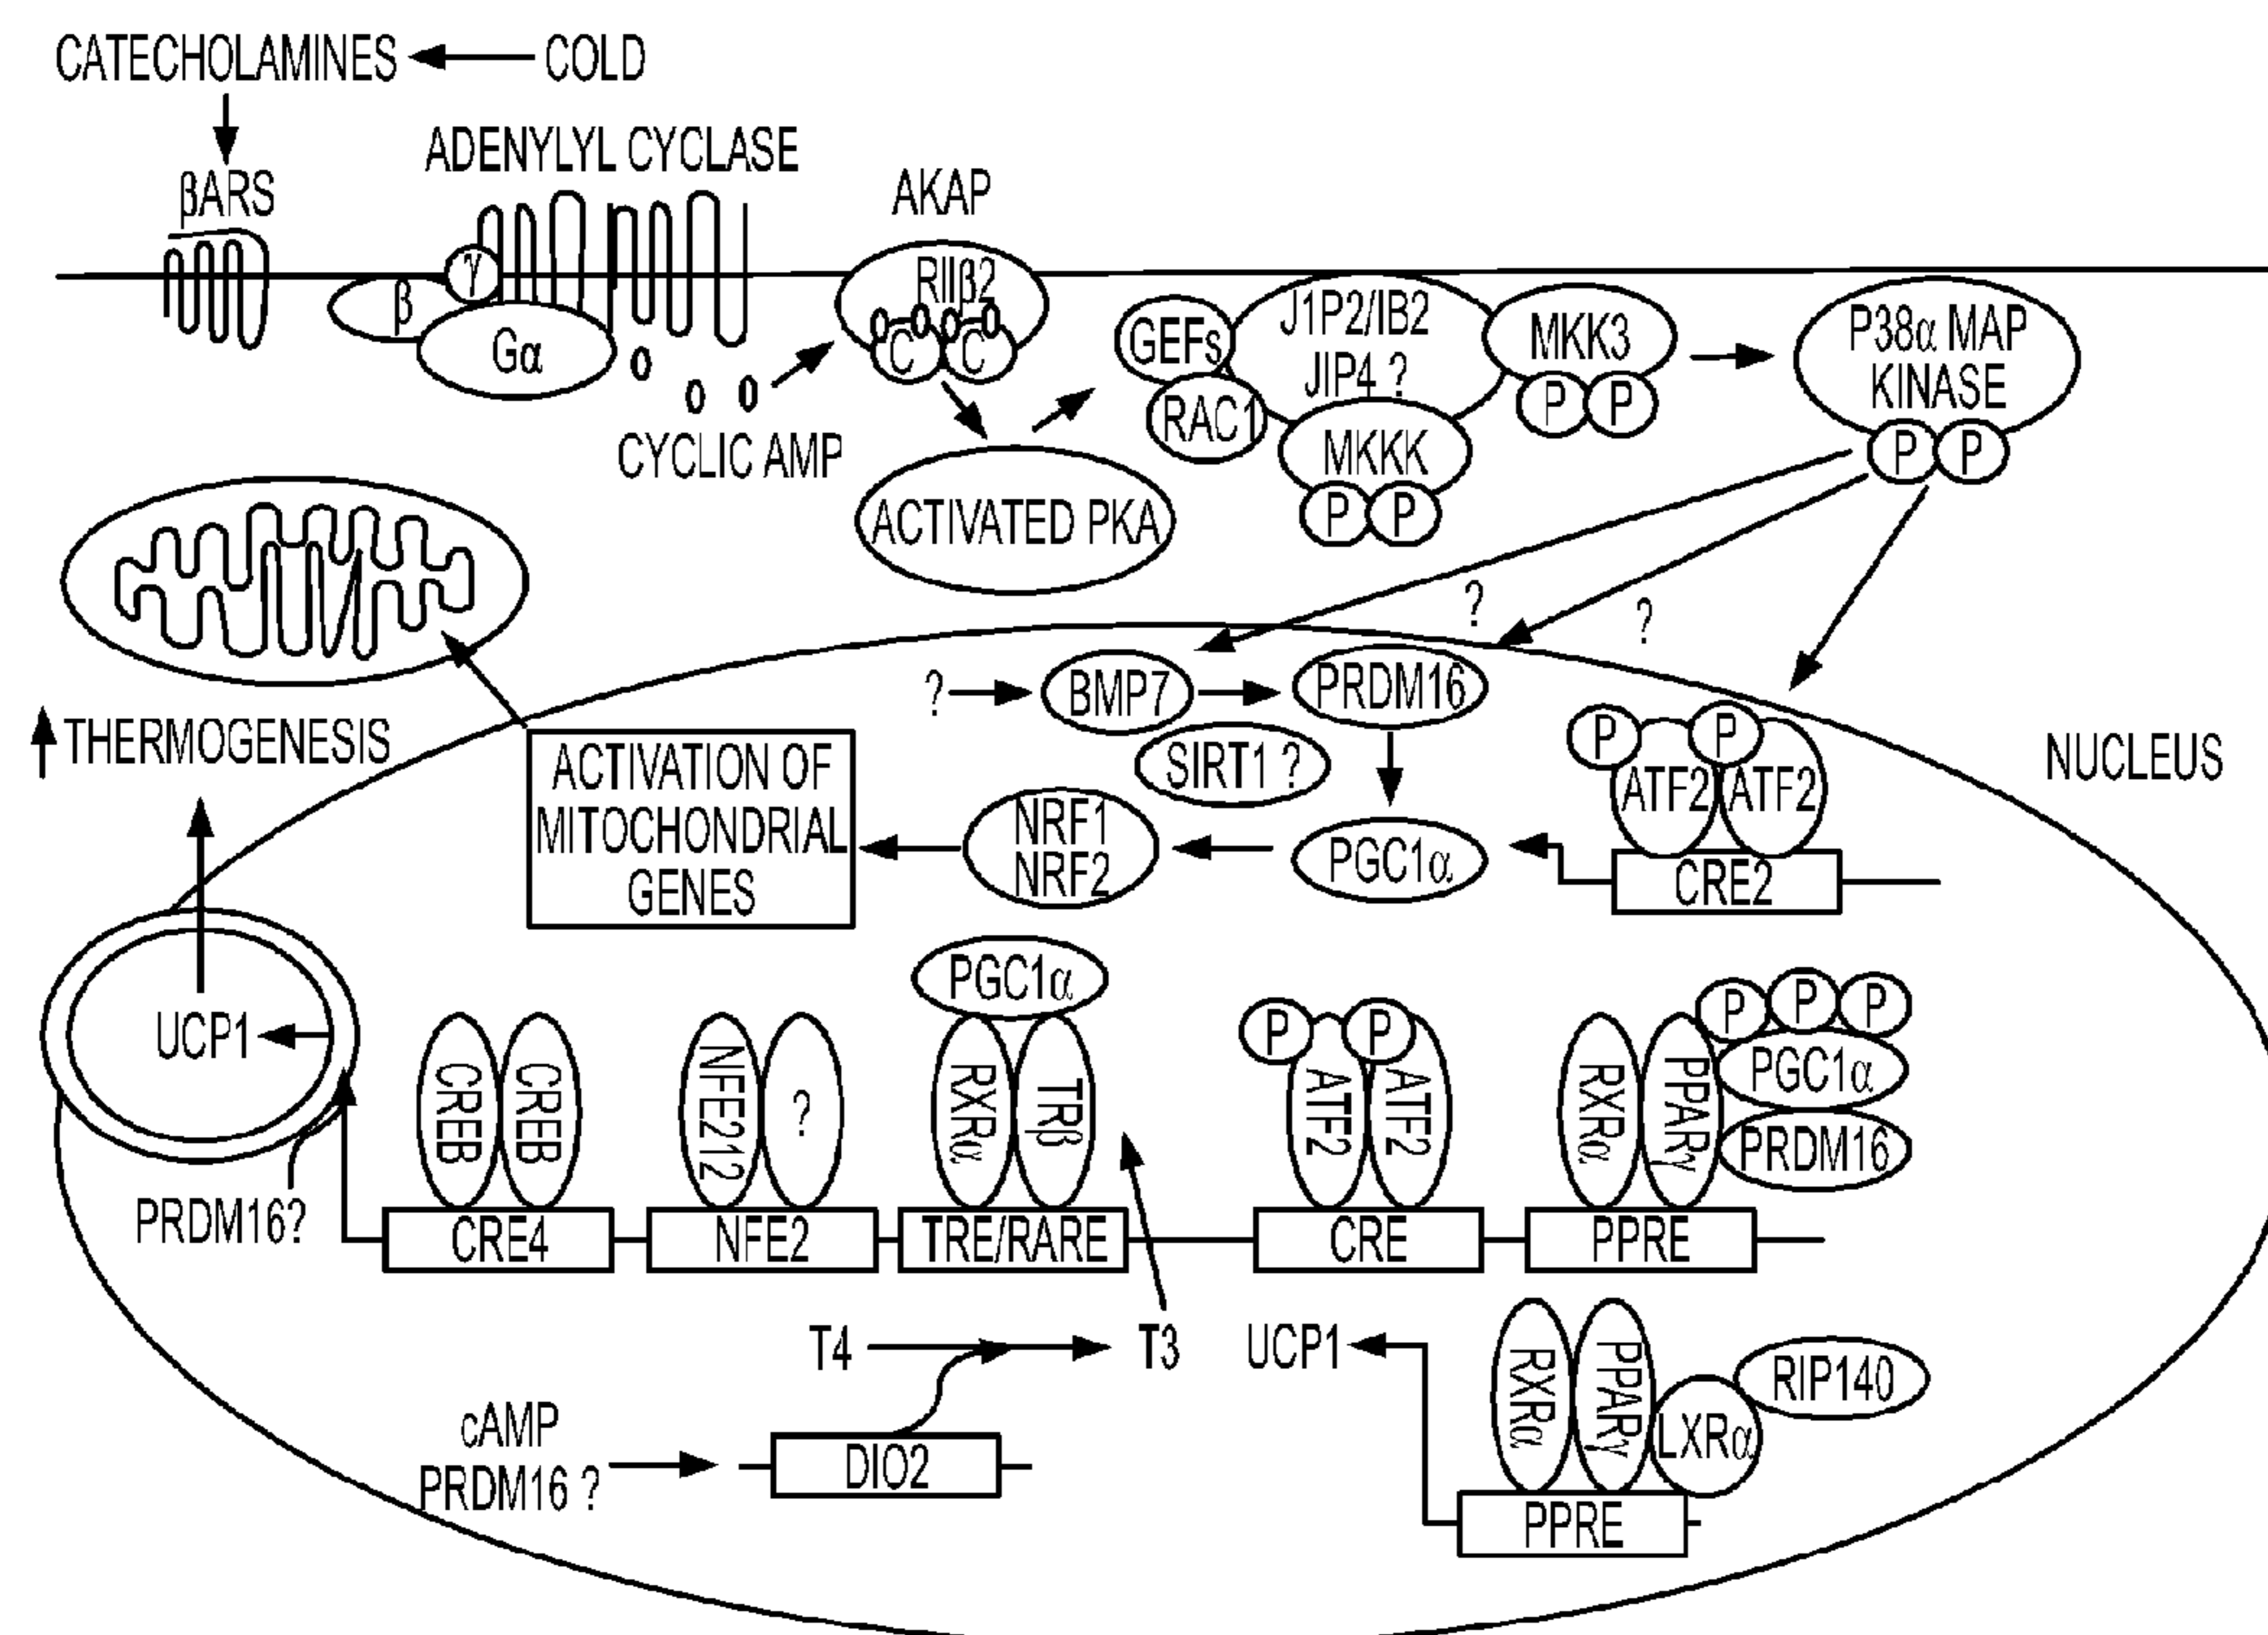 CATECHOLAMINES
COLD
βARS
ADENYLYL CYCLASE
AKAP
γ
β
Gα
RIIβ2
C
C
CYCLIC AMP
ACTIVATED PKA
GEFs
RAC1
J1P2/IB2
JIP4 ?
MKKK
P
P
MKK3
P
P
P38α MAP
KINASE
P
P
?
?
?
BMP7
PRDM16
SIRT1 ?
P
P
ATF2
ATF2
CRE2
NUCLEUS
THERMOGENESIS
ACTIVATION OF
MITOCHONDRIAL
GENES
NRF1
NRF2
PGC1α
UCP1
PRDM16?
CREB
CREB
CRE4
NFE212
?
NFE2
PGC1α
RXRα
TRβ
TRE/RARE
P
P
ATF2
ATF2
CRE
RXRα
PPARγ
P
P
P
PGC1α
PRDM16
PPRE
T4
T3
cAMP
PRDM16 ?
DIO2
UCP1
RXRα
PPARγ
LXRα
RIP140
PPRE